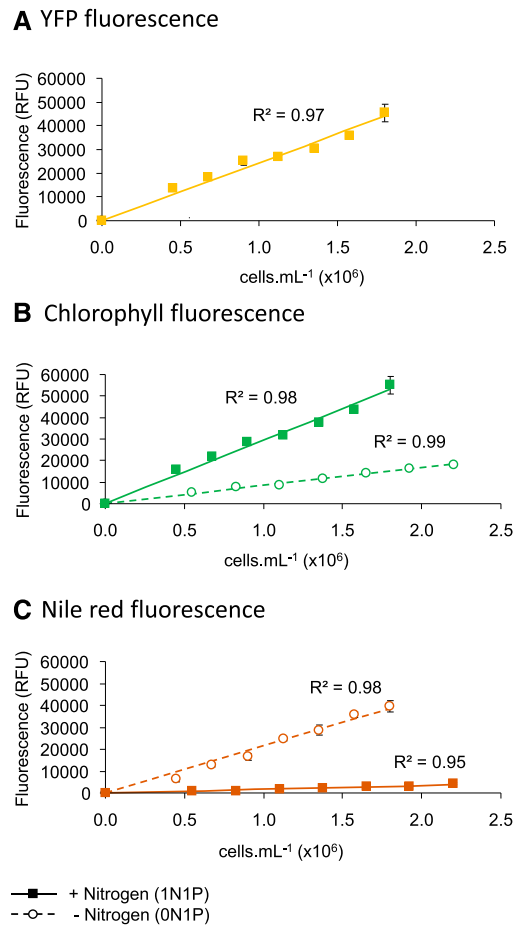 A YFP fluorescence
Fluorescence (RFU)
60000
50000
40000
30000
20000
10000
0
R² = 0.97
0.0 0.5 1.0 1.5 2.0 2.5
cells.mL⁻¹ (x10⁶)
B Chlorophyll fluorescence
Fluorescence (RFU)
60000
50000
40000
30000
20000
10000
0
R² = 0.98
R² = 0.99
0.0 0.5 1.0 1.5 2.0 2.5
cells.mL⁻¹ (x10⁶)
C Nile red fluorescence
Fluorescence (RFU)
60000
50000
40000
30000
20000
10000
0
R² = 0.98
R² = 0.95
0.0 0.5 1.0 1.5 2.0 2.5
cells.mL⁻¹ (x10⁶)
+ Nitrogen (1N1P)
- Nitrogen (0N1P)